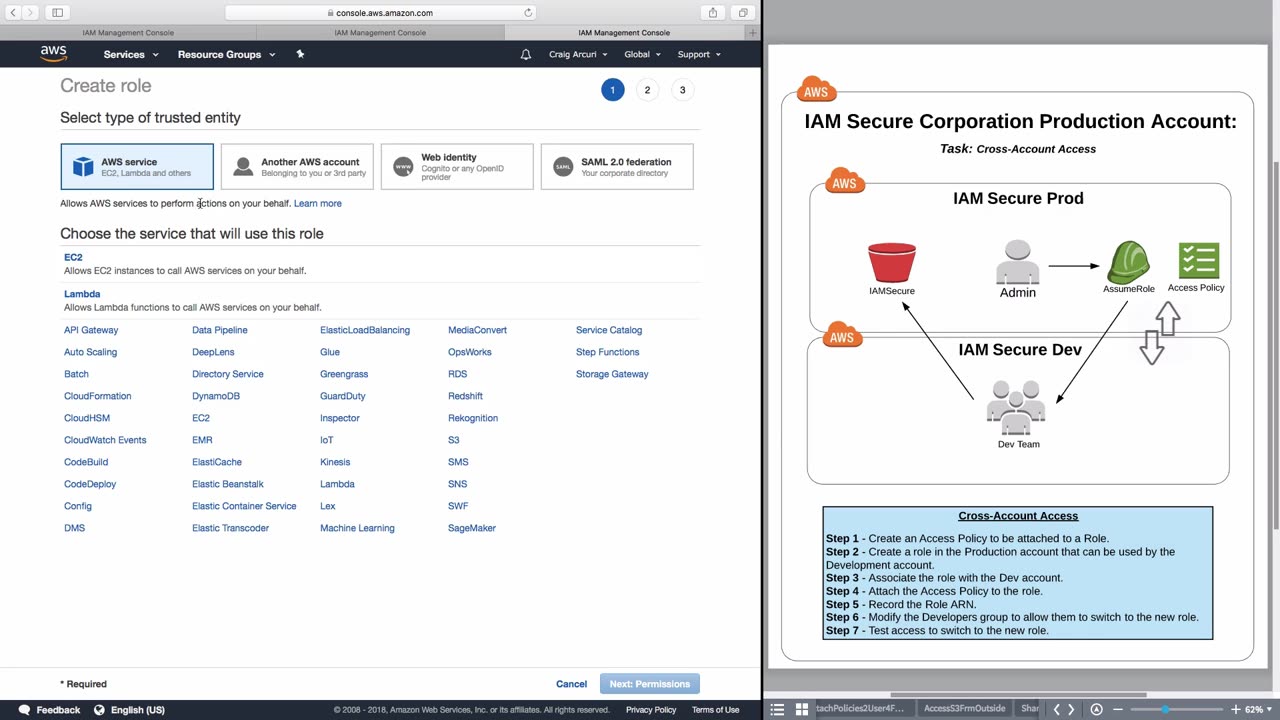 console.aws.amazon.com
IAM Management Console
IAM Management Console
IAM Management Console
aws
Services
Resource Groups
Craig Arcuri
Global
Support
Create role
1
2
3
Select type of trusted entity
AWS service
EC2, Lambda and others
Another AWS account
Belonging to you or 3rd party
www
Web identity
Cognito or any OpenID
provider
SAML
SAML 2.0 federation
Your corporate directory
Allows AWS services to perform actions on your behalf. Learn more
Choose the service that will use this role
EC2
Allows EC2 instances to call AWS services on your behalf.
Lambda
Allows Lambda functions to call AWS services on your behalf.
API Gateway
Data Pipeline
ElasticLoadBalancing
MediaConvert
Service Catalog
Auto Scaling
DeepLens
Glue
OpsWorks
Step Functions
Batch
Directory Service
Greengrass
RDS
Storage Gateway
CloudFormation
DynamoDB
GuardDuty
Redshift
CloudHSM
EC2
Inspector
Rekognition
CloudWatch Events
EMR
IoT
S3
CodeBuild
ElastiCache
Kinesis
SMS
CodeDeploy
Elastic Beanstalk
Lambda
SNS
Config
Elastic Container Service
Lex
SWF
DMS
Elastic Transcoder
Machine Learning
SageMaker
* Required
Cancel
Next: Permissions
Feedback
English (US)
© 2008 - 2018, Amazon Web Services, Inc. or its affiliates. All rights reserved.
Privacy Policy
Terms of Use
AWS
IAM Secure Corporation Production Account:
Task: Cross-Account Access
AWS
IAM Secure Prod
IAMSecure
Admin
AssumeRole
Access Policy
AWS
IAM Secure Dev
Dev Team
Cross-Account Access
Step 1 - Create an Access Policy to be attached to a Role.
Step 2 - Create a role in the Production account that can be used by the
Development account.
Step 3 - Associate the role with the Dev account.
Step 4 - Attach the Access Policy to the role.
Step 5 - Record the Role ARN.
Step 6 - Modify the Developers group to allow them to switch to the new role.
Step 7 - Test access to switch to the new role.
tachPolicies2User4F...
AccessS3FrmOutside
Shar
62%